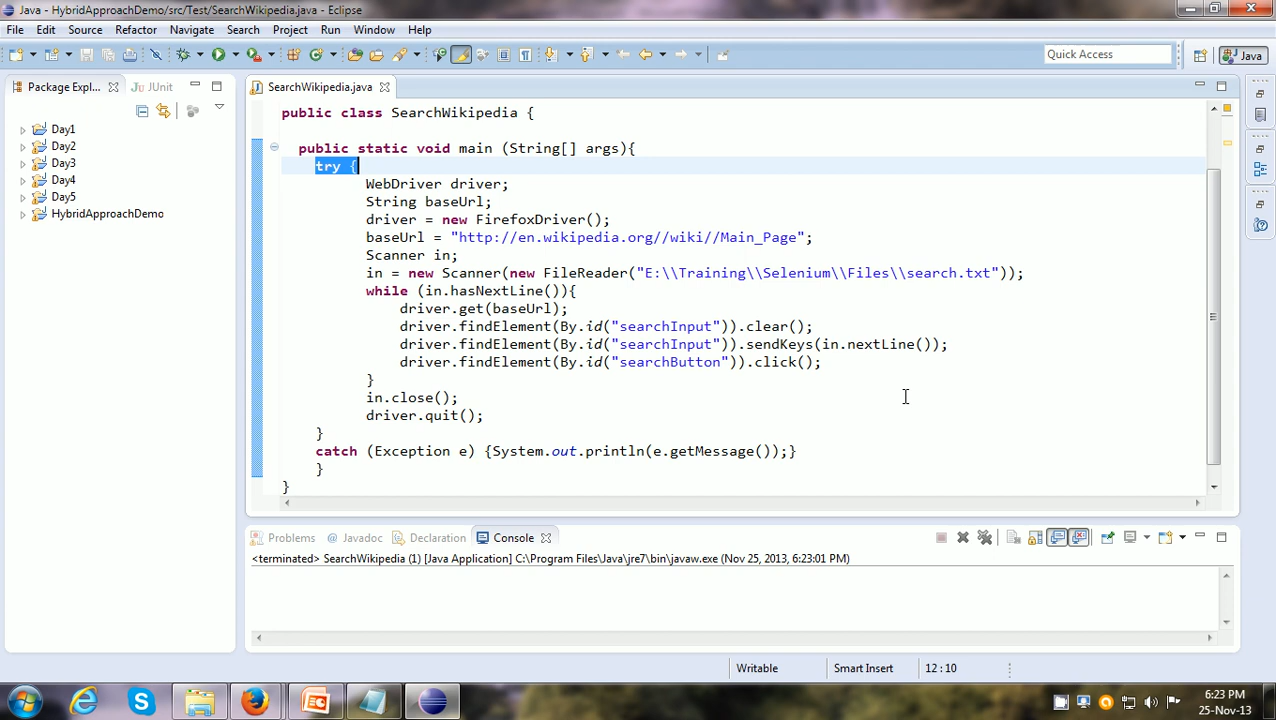 Java - HybridApproachDemo/src/Test/SearchWikipedia.java - Eclipse
File Edit Source Refactor Navigate Search Project Run Window Help
Quick Access
Java
Package Expl...
JUnit
SearchWikipedia.java
Day1
Day2
Day3
Day4
Day5
HybridApproachDemo
public class SearchWikipedia {
public static void main (String[] args){
try {
WebDriver driver;
String baseUrl;
driver = new FirefoxDriver();
baseUrl = "http://en.wikipedia.org//wiki//Main_Page";
Scanner in;
in = new Scanner(new FileReader("E:\\Training\\Selenium\\Files\\search.txt"));
while (in.hasNextLine()){
driver.get(baseUrl);
driver.findElement(By.id("searchInput")).clear();
driver.findElement(By.id("searchInput")).sendKeys(in.nextLine());
driver.findElement(By.id("searchButton")).click();
}
in.close();
driver.quit();
}
catch (Exception e) {System.out.println(e.getMessage());}
}
}
Problems Javadoc Declaration Console
<terminated> SearchWikipedia (1) [Java Application] C:\Program Files\Java\jre7\bin\javaw.exe (Nov 25, 2013, 6:23:01 PM)
Writable Smart Insert 12 : 10
6:23 PM
25-Nov-13